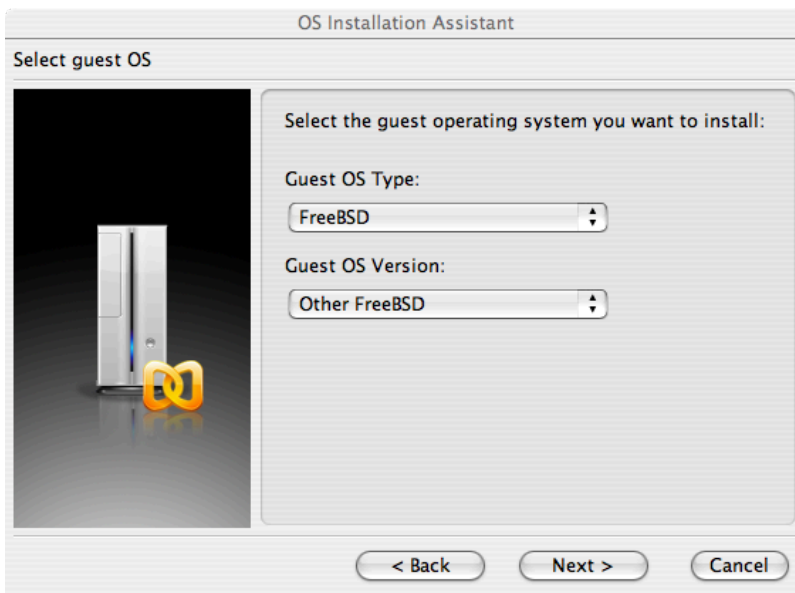 OS Installation Assistant
Select guest OS
Select the guest operating system you want to install:
Guest OS Type:
FreeBSD
Guest OS Version:
Other FreeBSD
< Back
Next >
Cancel